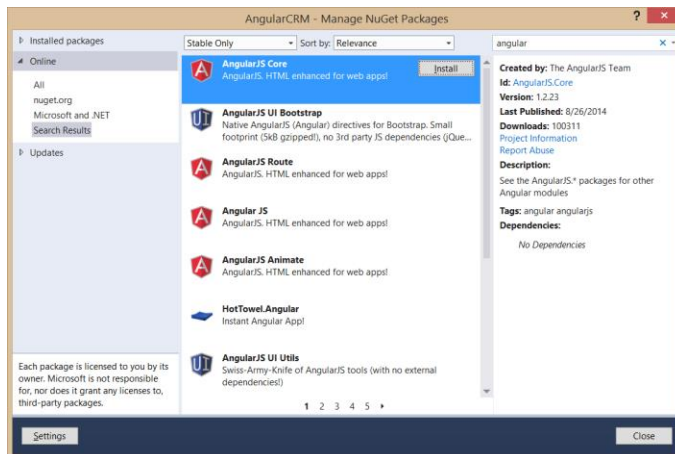 AngularCRM - Manage NuGet Packages
? ×
Installed packages
Online
All
nuget.org
Microsoft and .NET
Search Results
Updates
Each package is licensed to you by its
owner. Microsoft is not responsible
for, nor does it grant any licenses to,
third-party packages.
Stable Only
Sort by: Relevance
AngularJS Core
AngularJS. HTML enhanced for web apps!
Install
AngularJS UI Bootstrap
Native AngularJS (Angular) directives for Bootstrap. Small
footprint (5kB gzipped!), no 3rd party JS dependencies (jQue...
AngularJS Route
AngularJS. HTML enhanced for web apps!
Angular JS
AngularJS. HTML enhanced for web apps!
AngularJS Animate
AngularJS. HTML enhanced for web apps!
HotTowel.Angular
Instant Angular App!
AngularJS UI Utils
Swiss-Army-Knife of AngularJS tools (with no external
dependencies!)
1 2 3 4 5
angular
Created by: The AngularJS Team
Id: AngularJS.Core
Version: 1.2.23
Last Published: 8/26/2014
Downloads: 100311
Project Information
Report Abuse
Description:
See the AngularJS.* packages for other
Angular modules
Tags: angular angularjs
Dependencies:
No Dependencies
Settings
Close